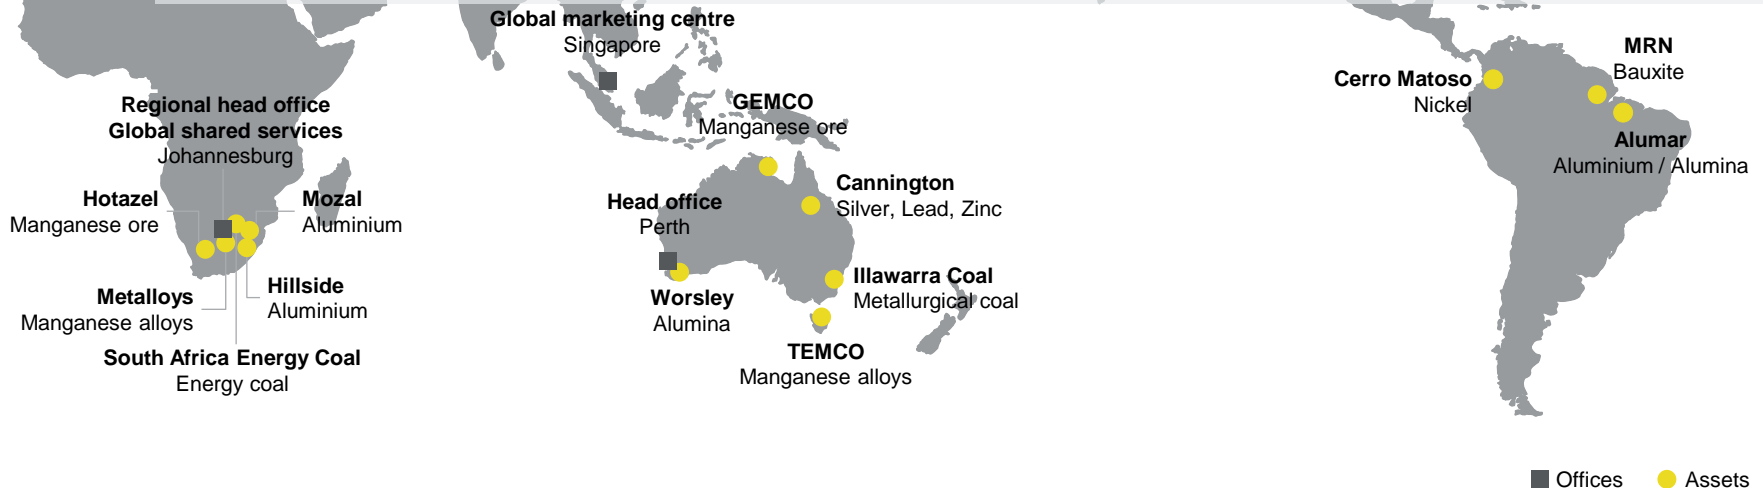 Global marketing centre
Singapore
Regional head office
Global shared services
Johannesburg
Hotazel
Manganese ore
Mozal
Aluminium
Metalloys
Manganese alloys
Hillside
Aluminium
South Africa Energy Coal
Energy coal
GEMCO
Manganese ore
Head office
Perth
Cannington
Silver, Lead, Zinc
Worsley
Alumina
Illawarra Coal
Metallurgical coal
TEMCO
Manganese alloys
Cerro Matoso
Nickel
MRN
Bauxite
Alumar
Aluminium / Alumina
Offices
Assets